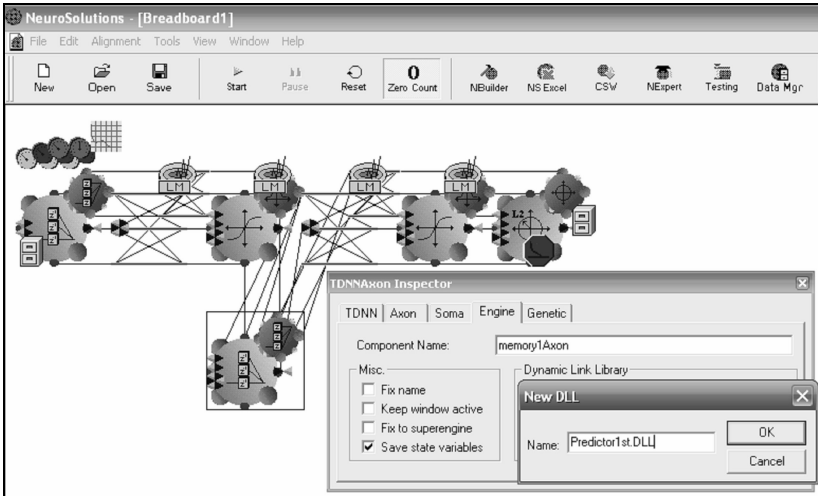 NeuroSolutions - [Breadboard1]
File Edit Alignment Tools View Window Help
0
New Open Save Start Pause Reset Zero Count NBuilder NS Excel CSW NExpert Testing Data Mgr
LM LM LM LM
L2
TDNNAxon Inspector
TDNN Axon Soma Engine Genetic
Component Name: memory1Axon
Misc.
Dynamic Link Library
Fix name
Keep window active
Fix to superengine
Save state variables
New DLL
Name: Predictor1st.DLL
OK
Cancel